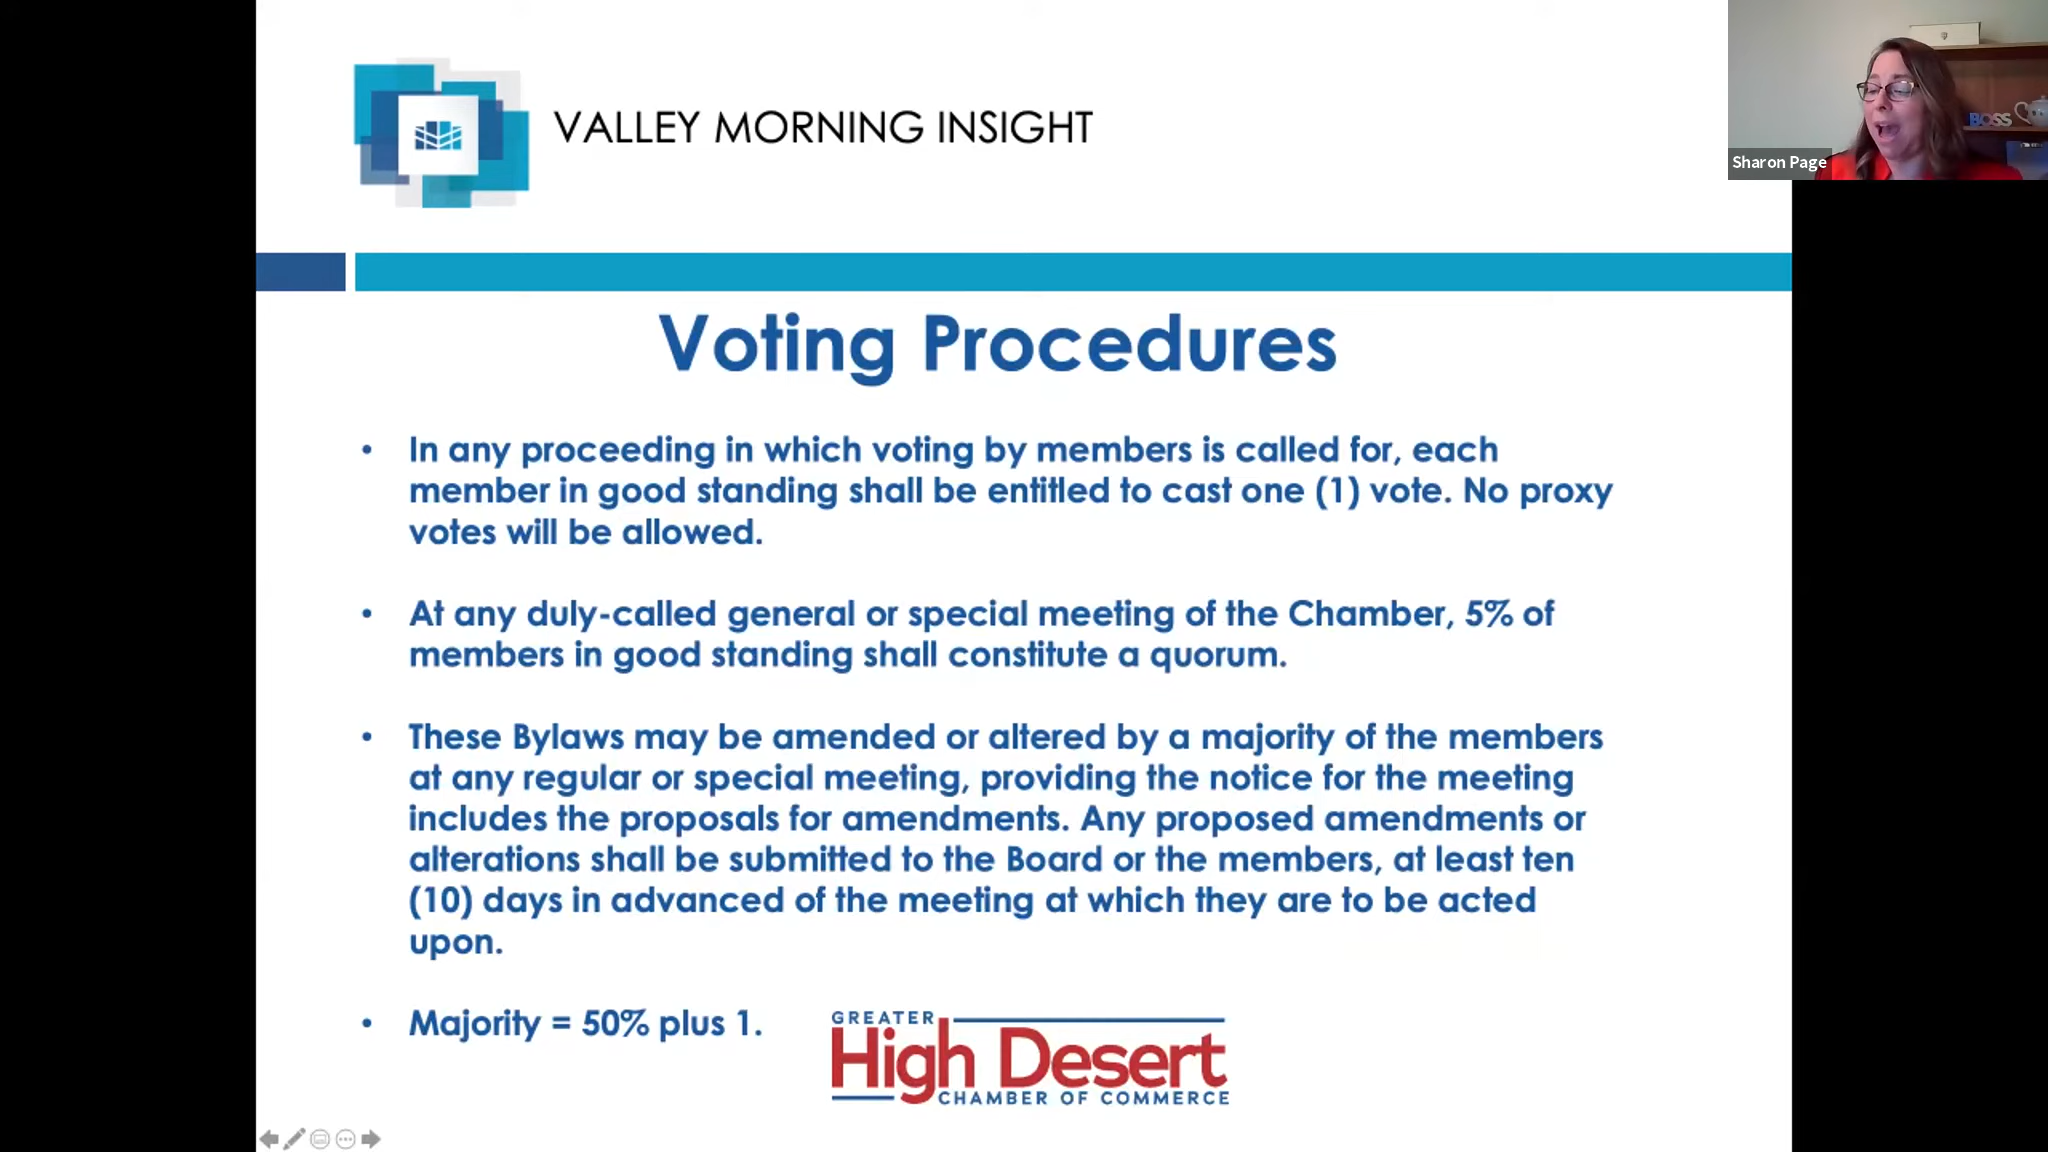 VALLEY MORNING INSIGHT
BOSS
Sharon Page
Voting Procedures
• In any proceeding in which voting by members is called for, each
member in good standing shall be entitled to cast one (1) vote. No proxy
votes will be allowed.
• At any duly-called general or special meeting of the Chamber, 5% of
members in good standing shall constitute a quorum.
• These Bylaws may be amended or altered by a majority of the members
at any regular or special meeting, providing the notice for the meeting
includes the proposals for amendments. Any proposed amendments or
alterations shall be submitted to the Board or the members, at least ten
(10) days in advanced of the meeting at which they are to be acted
upon.
• Majority = 50% plus 1.
GREATER
High Desert
CHAMBER OF COMMERCE